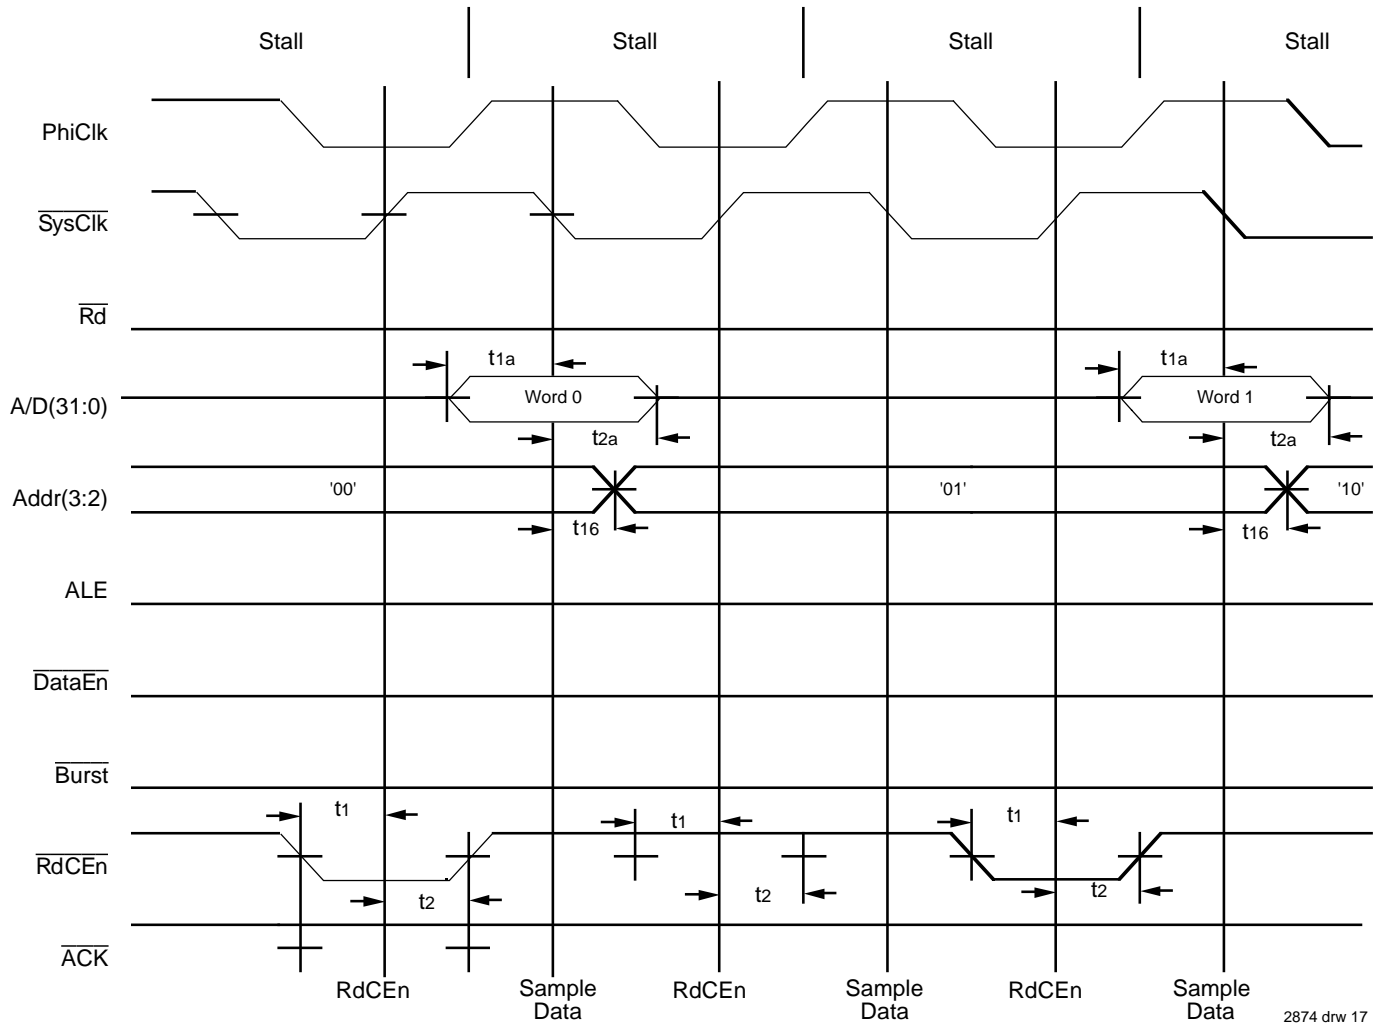 Stall Stall Stall Stall
PhiClk
SysClk
Rd
t1a t1a
A/D(31:0) Word 0 Word 1
t2a t2a
Addr(3:2) '00' '01' '10'
t16 t16
ALE
DataEn
Burst
t1 t1 t1
RdCEn
t2 t2 t2
ACK
RdCEn Sample RdCEn Sample RdCEn Sample
Data Data Data
2874 drw 17